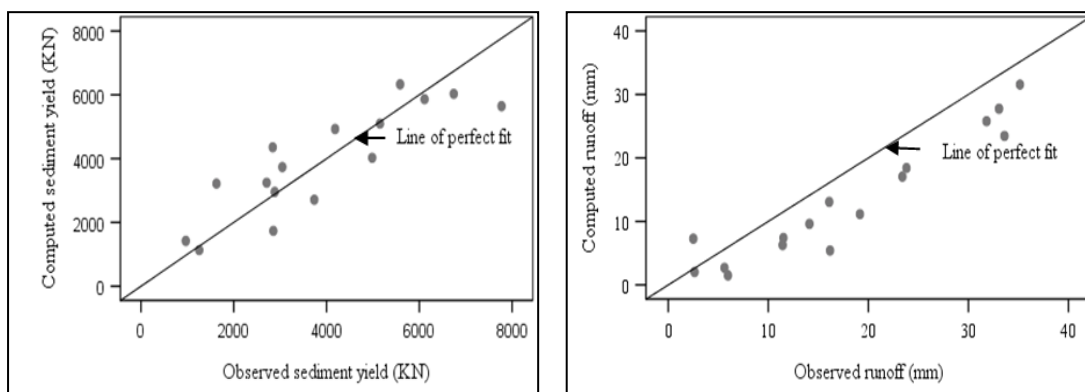 Computed sediment yield (KN)
8000
6000
4000
2000
0
Line of perfect fit
0 2000 4000 6000 8000
Observed sediment yield (KN)
Computed runoff (mm)
40
30
20
10
0
Line of perfect fit
0 10 20 30 40
Observed runoff (mm)